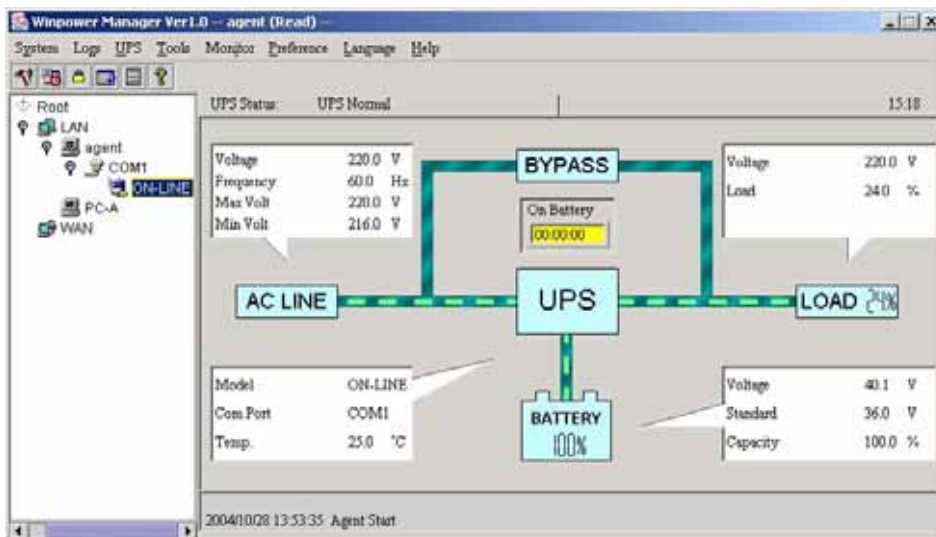 Winpower Manager Ver1.0 -- agent (Read) --
System Logs UPS Tools Monitor Preference Language Help
Root
LAN
agent
COM1
ON-LINE
PC-A
WAN
UPS Status: UPS Normal 15:18
Voltage 220.0 V
Frequency 60.0 Hz
Max Volt 220.0 V
Min Volt 216.0 V
BYPASS
On Battery
00:00:00
Voltage 220.0 V
Load 24.0 %
AC LINE
UPS
LOAD 24%
Model ON-LINE
Com Port COM1
Temp. 25.0 °C
BATTERY
100%
Voltage 40.1 V
Standard 36.0 V
Capacity 100.0 %
2004/10/28 13:53:35 Agent Start